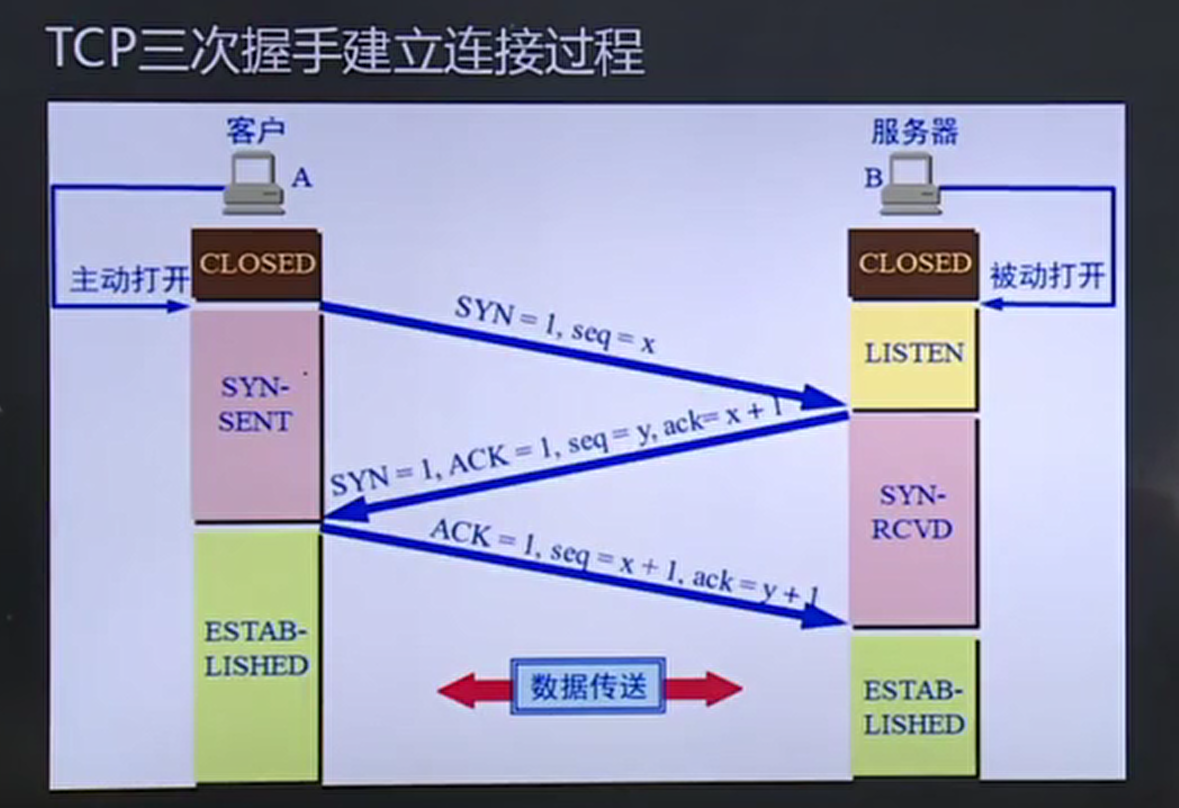 TCP三次握手建立连接过程
客户
服务器
A
B
CLOSED
CLOSED
主动打开
被动打开
SYN = 1, seq = x
LISTEN
SYN-
SENT
SYN = 1, ACK = 1, seq = y, ack= x + 1
SYN-
RCVD
ACK = 1, seq = x + 1, ack = y + 1
ESTAB-
LISHED
数据传送
ESTAB-
LISHED